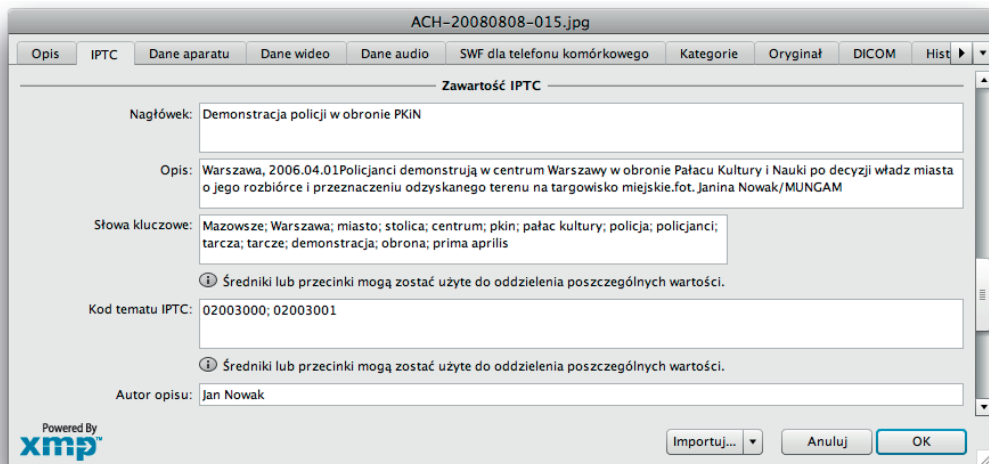 ACH-20080808-015.jpg
Opis IPTC Dane aparatu Dane wideo Dane audio SWF dla telefonu komórkowego Kategorie Oryginał DICOM Hist
Zawartość IPTC
Nagłówek: Demonstracja policji w obronie PKiN
Opis: Warszawa, 2006.04.01Policjanci demonstrują w centrum Warszawy w obronie Pałacu Kultury i Nauki po decyzji władz miasta
o jego rozbiórce i przeznaczeniu odzyskanego terenu na targowisko miejskie.fot. Janina Nowak/MUNGAM
Słowa kluczowe: Mazowsze; Warszawa; miasto; stolica; centrum; pkin; pałac kultury; policja; policjanci;
tarcza; tarcze; demonstracja; obrona; prima aprilis
Średniki lub przecinki mogą zostać użyte do oddzielenia poszczególnych wartości.
Kod tematu IPTC: 02003000; 02003001
Średniki lub przecinki mogą zostać użyte do oddzielenia poszczególnych wartości.
Autor opisu: Jan Nowak
Powered By
xmp™
Importuj... Anuluj OK